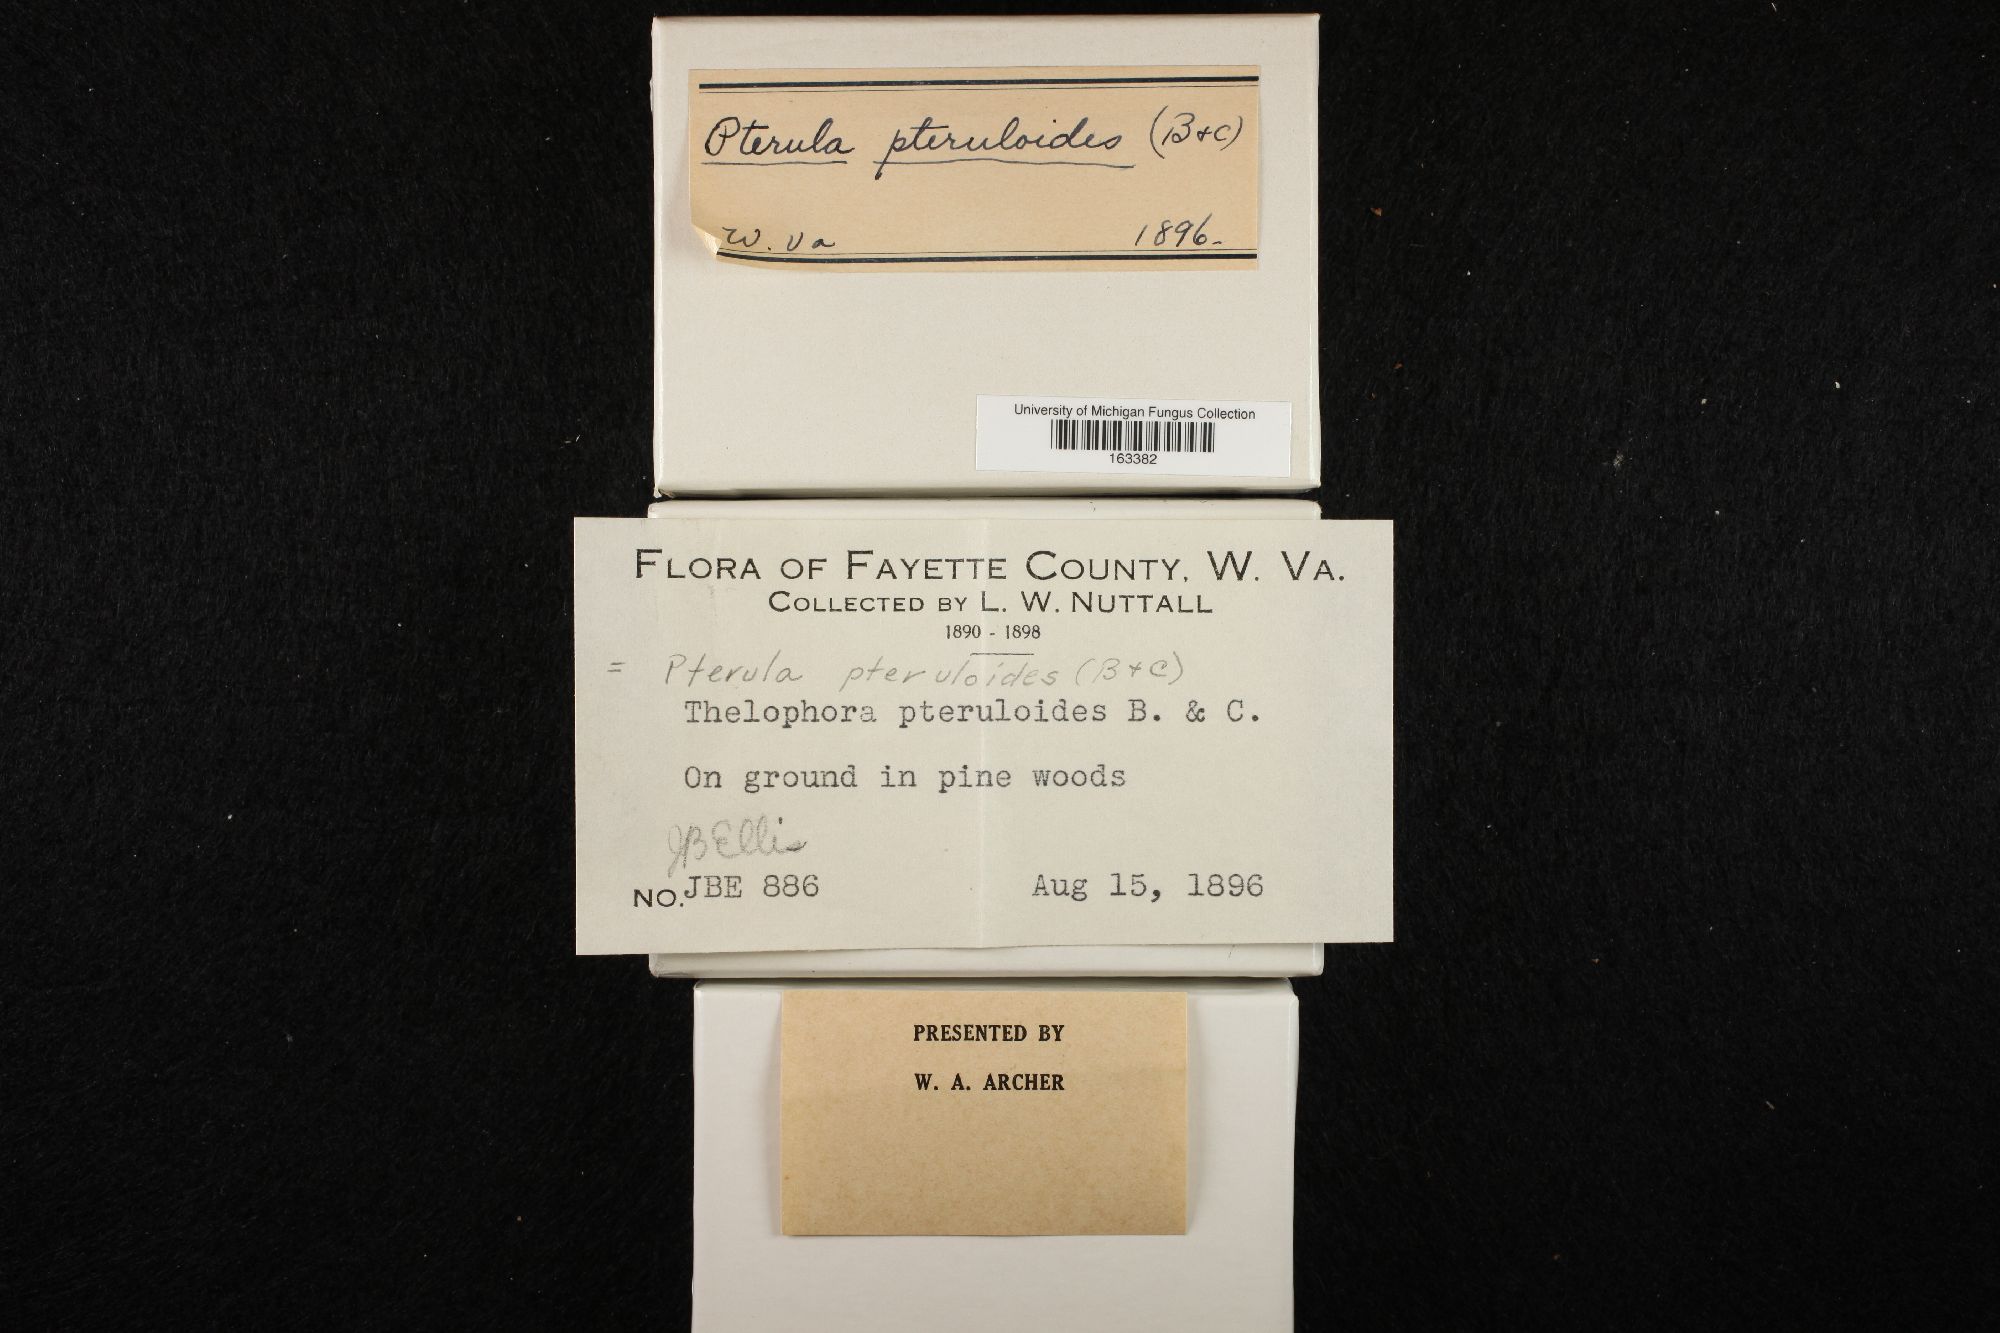 Pterula pteruloides (B+C)
W. Va 1896-
University of Michigan Fungus Collection
163382
FLORA OF FAYETTE COUNTY, W. VA.
COLLECTED BY L. W. NUTTALL
1890 - 1898
= Pterula pteruloides (B+C)
Thelophora pteruloides B. & C.
On ground in pine woods
JBEllis
NO. JBE 886 Aug 15, 1896
PRESENTED BY
W. A. ARCHER